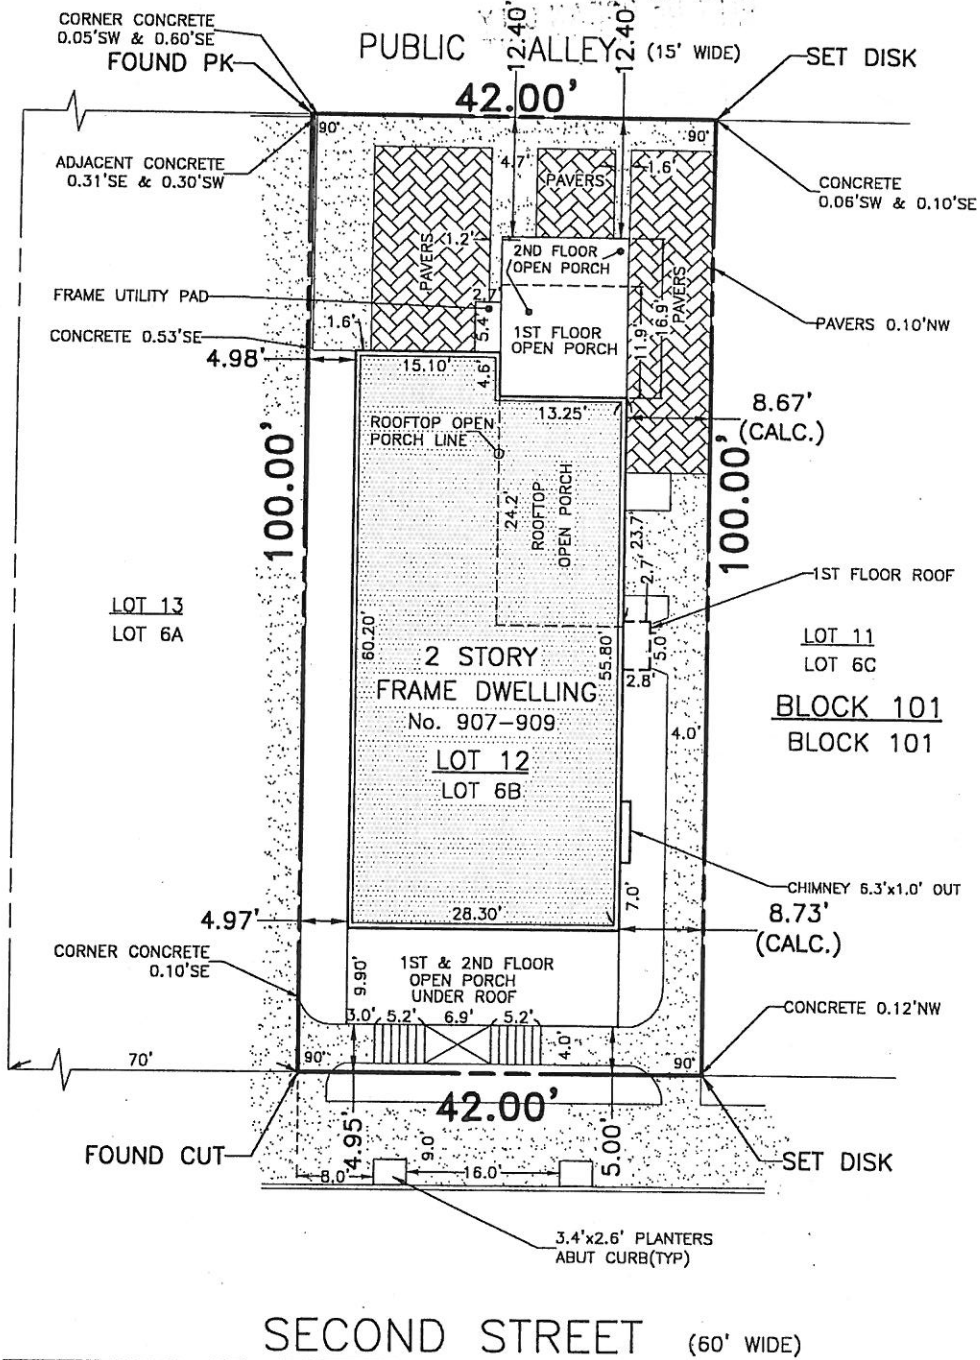 CORNER CONCRETE
0.05'SW & 0.60'SE
FOUND PK
PUBLIC ALLEY (15' WIDE)
12.40'
12.40'
SET DISK
42.00'
90'
90'
ADJACENT CONCRETE
0.31'SE & 0.30'SW
4.7'
1.6'
PAVERS
CONCRETE
0.06'SW & 0.10'SE
PAVERS
1.2'
2ND FLOOR
OPEN PORCH
PAVERS
FRAME UTILITY PAD
2.7'
5.4'
1ST FLOOR
OPEN PORCH
11.9'
16.9'
PAVERS 0.10'NW
CONCRETE 0.53'SE
1.6'
4.98'
15.10'
4.6'
13.25'
8.67'
(CALC.)
ROOFTOP OPEN
PORCH LINE
100.00'
24.2'
ROOFTOP
OPEN PORCH
23.7'
100.00'
2.7'
1ST FLOOR ROOF
LOT 13
LOT 6A
60.20'
55.80'
5.0'
2.8'
LOT 11
LOT 6C
2 STORY
FRAME DWELLING
No. 907-909
LOT 12
LOT 6B
4.0'
BLOCK 101
BLOCK 101
CHIMNEY 6.3'x1.0' OUT
7.0'
4.97'
28.30'
8.73'
(CALC.)
CORNER CONCRETE
0.10'SE
9.90'
1ST & 2ND FLOOR
OPEN PORCH
UNDER ROOF
3.0' 5.2' 6.9' 5.2'
CONCRETE 0.12'NW
4.0'
70'
90'
90'
42.00'
FOUND CUT
4.95'
9.0'
5.00'
SET DISK
8.0'
16.0'
3.4'x2.6' PLANTERS
ABUT CURB(TYP)
SECOND STREET (60' WIDE)